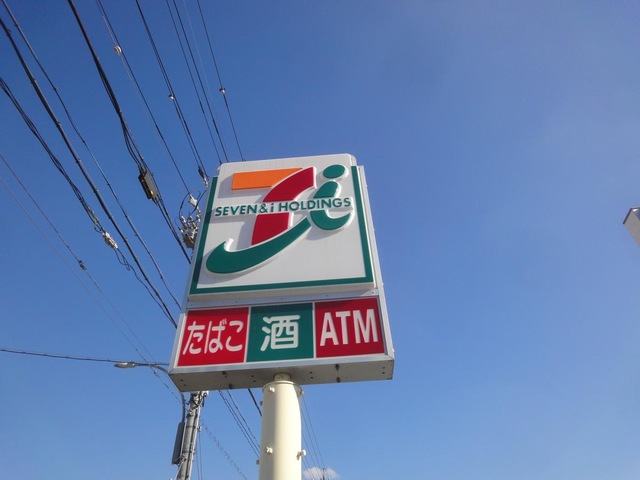 SEVEN & i HOLDINGS
たばこ 酒 ATM